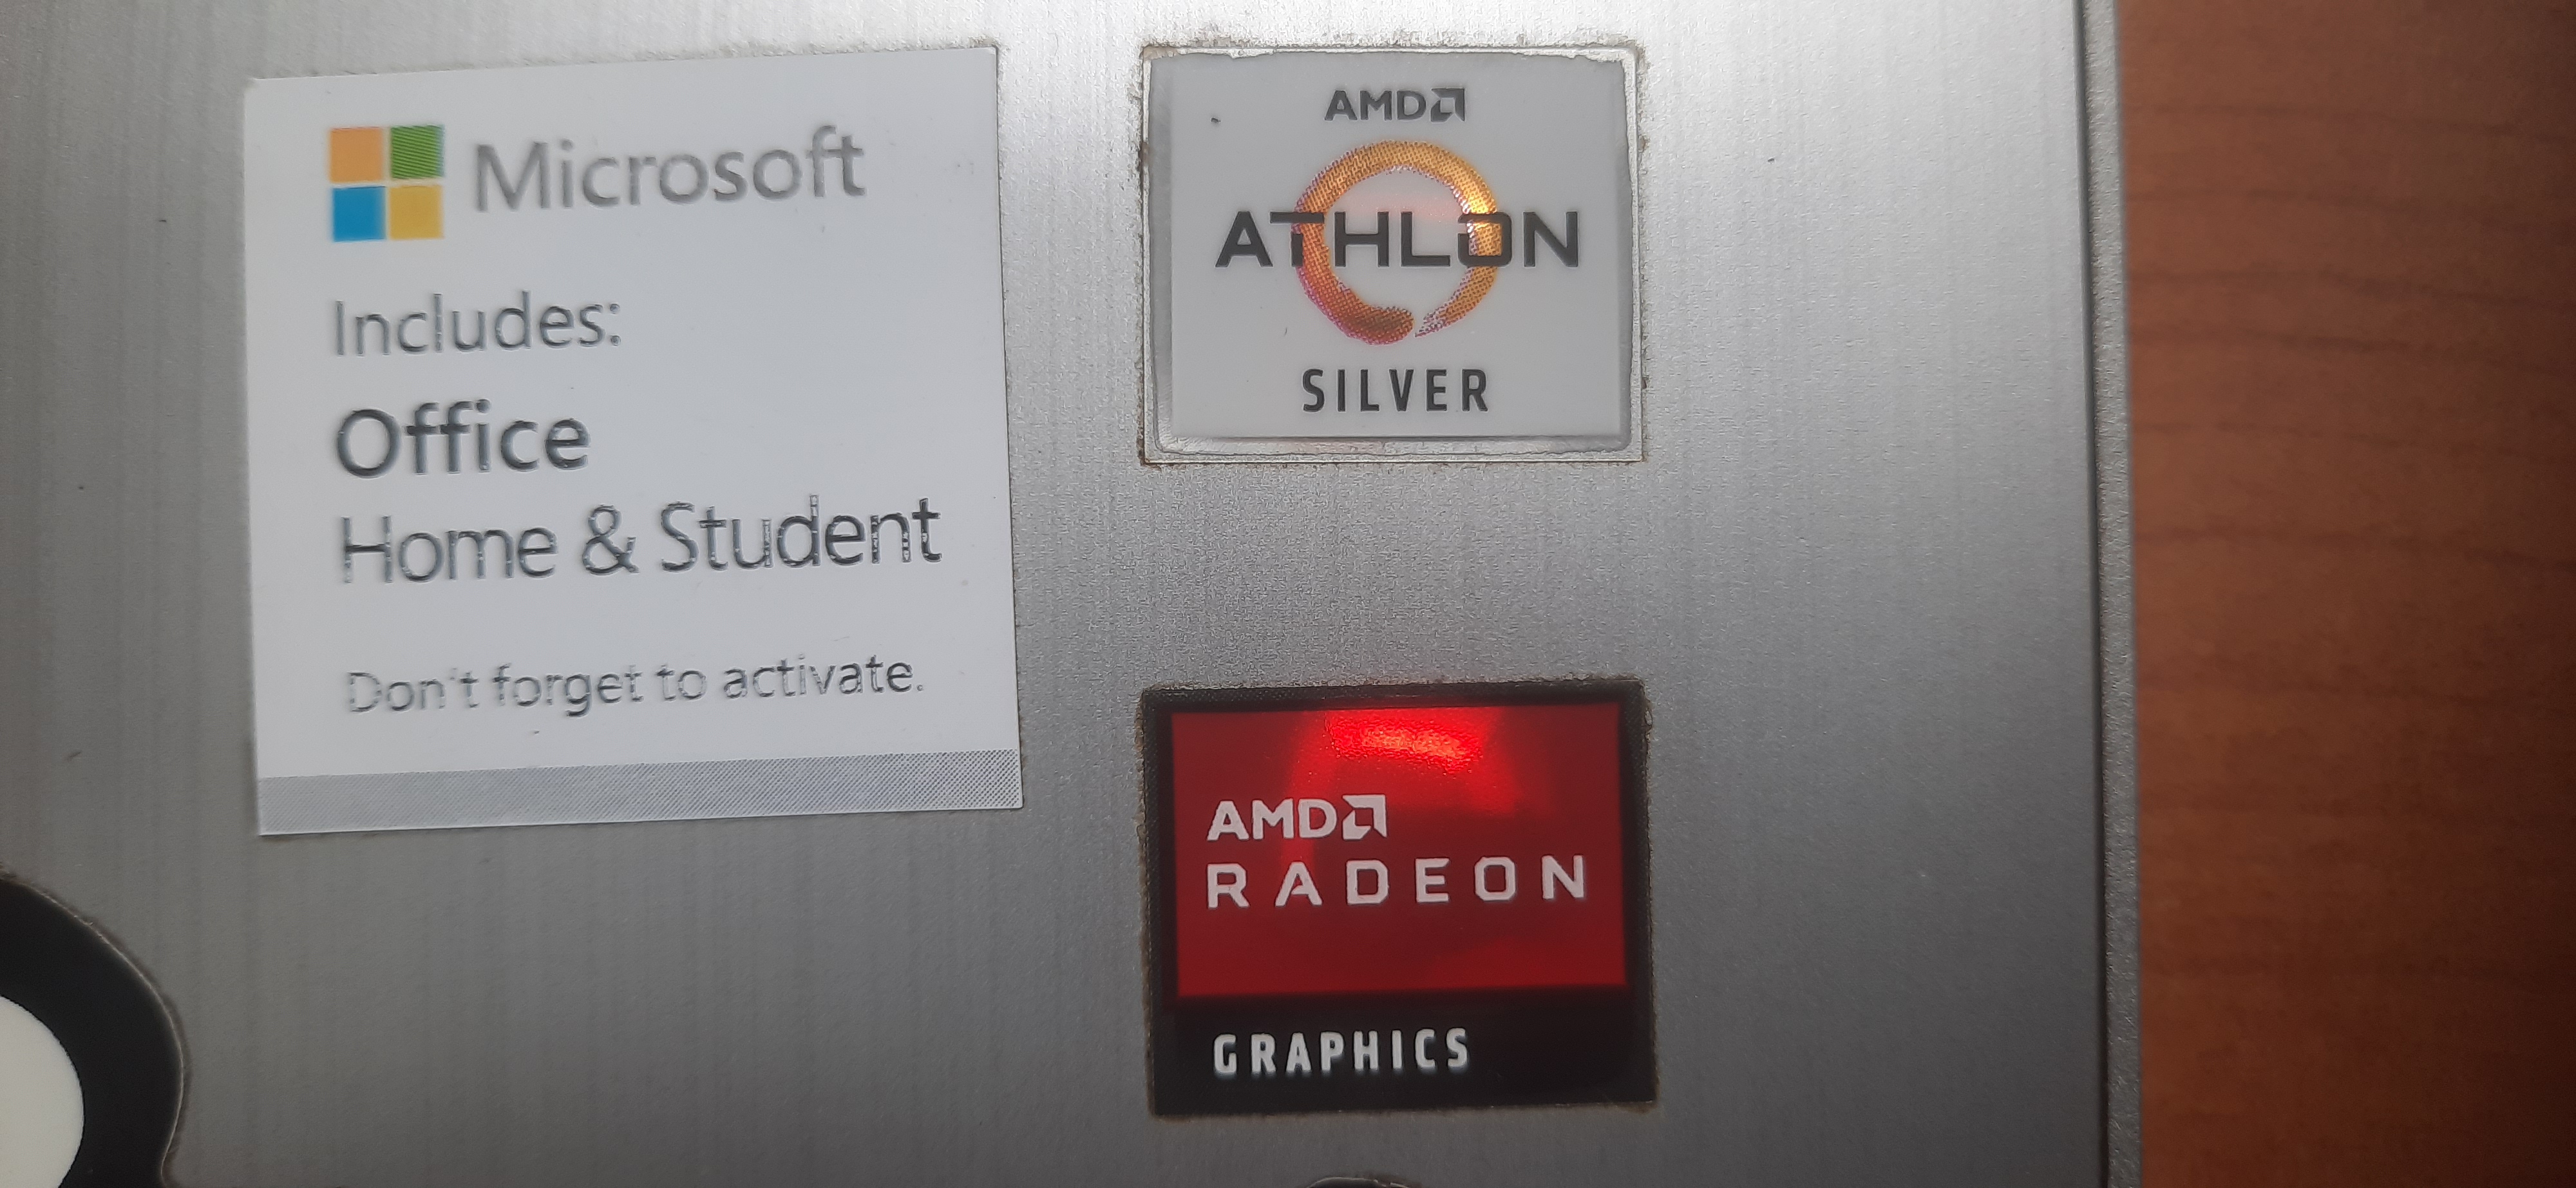 Microsoft
Includes:
Office
Home & Student
Don't forget to activate.
AMD
ATHLON
SILVER
AMD
RADEON
GRAPHICS